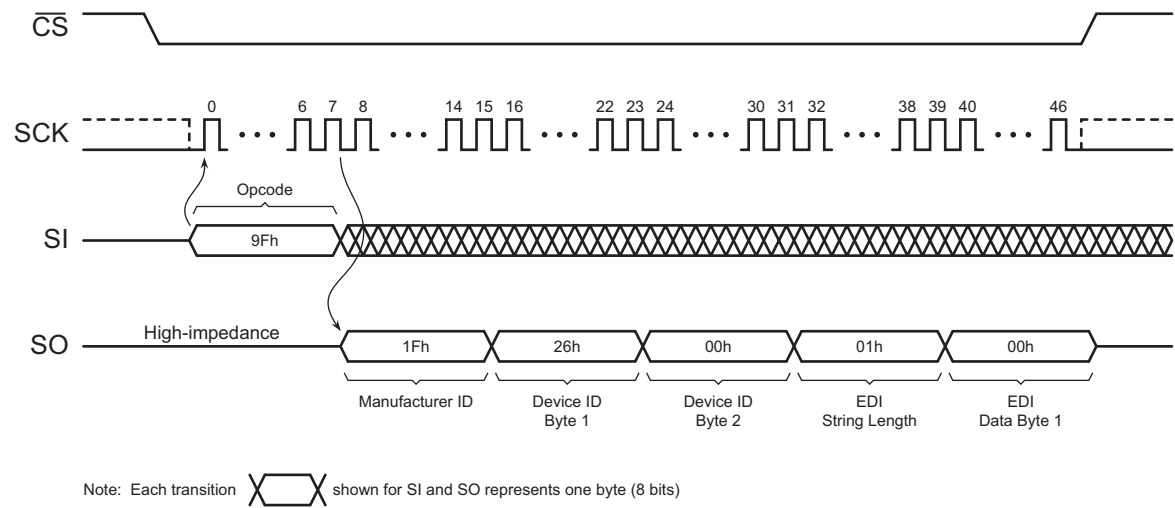 CS
0 6 7 8 14 15 16 22 23 24 30 31 32 38 39 40 46
SCK
Opcode
SI
9Fh
High-impedance
SO
1Fh 26h 00h 01h 00h
Manufacturer ID Device ID Device ID EDI EDI
Byte 1 Byte 2 String Length Data Byte 1
Note: Each transition shown for SI and SO represents one byte (8 bits)